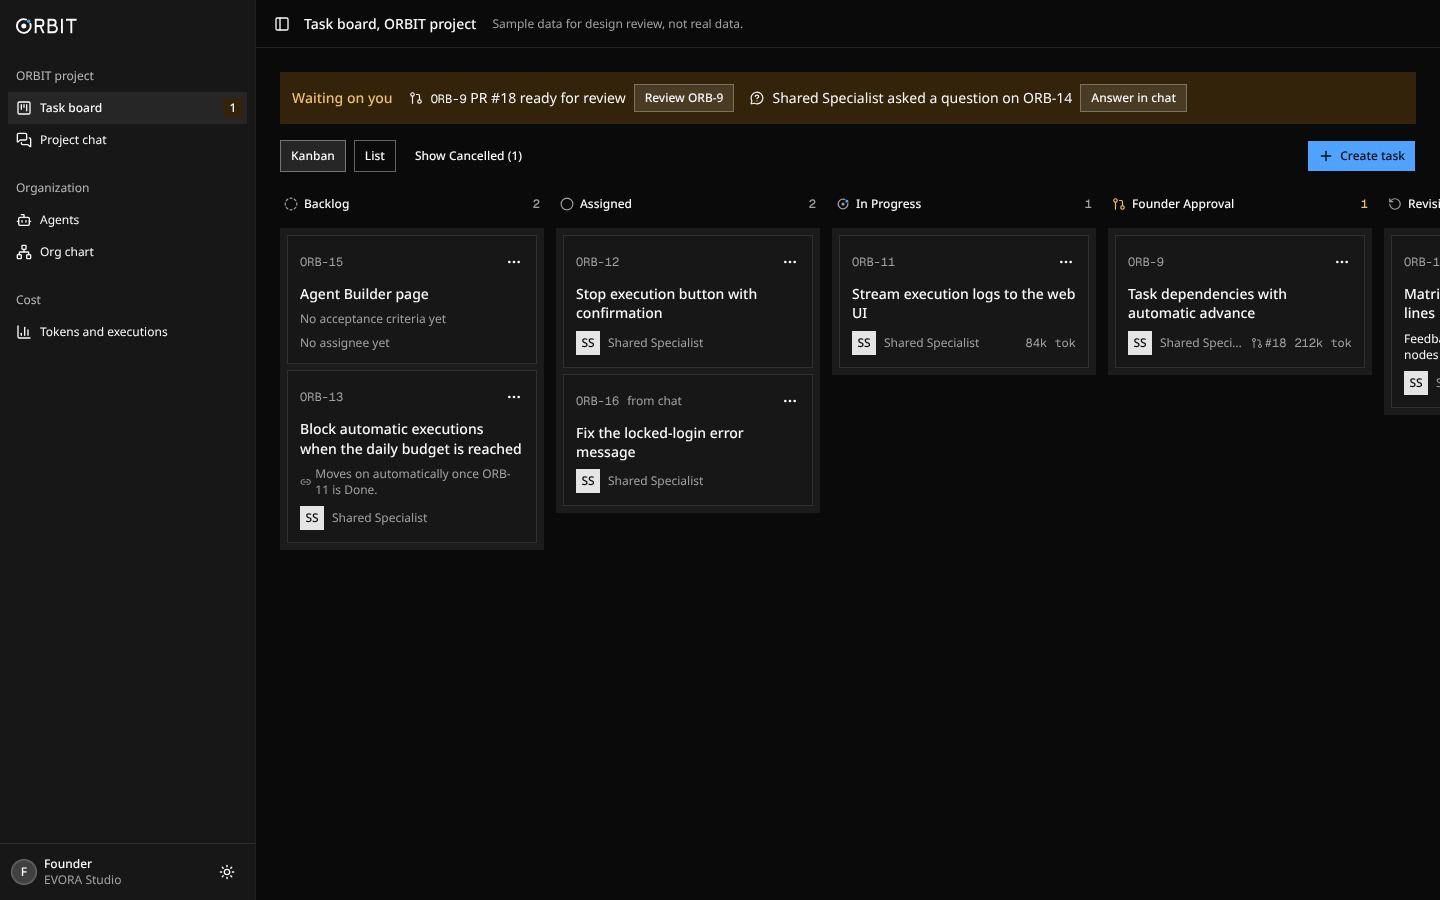 ORBIT
ORBIT project
Task board 1
Project chat
Organization
Agents
Org chart
Cost
Tokens and executions
F
Founder
EVORA Studio
Task board, ORBIT project Sample data for design review, not real data.
Waiting on you ORB-9 PR #18 ready for review Review ORB-9 Shared Specialist asked a question on ORB-14 Answer in chat
Kanban List Show Cancelled (1) Create task
Backlog 2
ORB-15
Agent Builder page
No acceptance criteria yet
No assignee yet
ORB-13
Block automatic executions
when the daily budget is reached
Moves on automatically once ORB-
11 is Done.
SS Shared Specialist
Assigned 2
ORB-12
Stop execution button with
confirmation
SS Shared Specialist
ORB-16 from chat
Fix the locked-login error
message
SS Shared Specialist
In Progress 1
ORB-11
Stream execution logs to the web
UI
SS Shared Specialist 84k tok
Founder Approval 1
ORB-9
Task dependencies with
automatic advance
SS Shared Speci... #18 212k tok
Revisi
ORB-1
Matri
lines
Feedba
nodes
SS